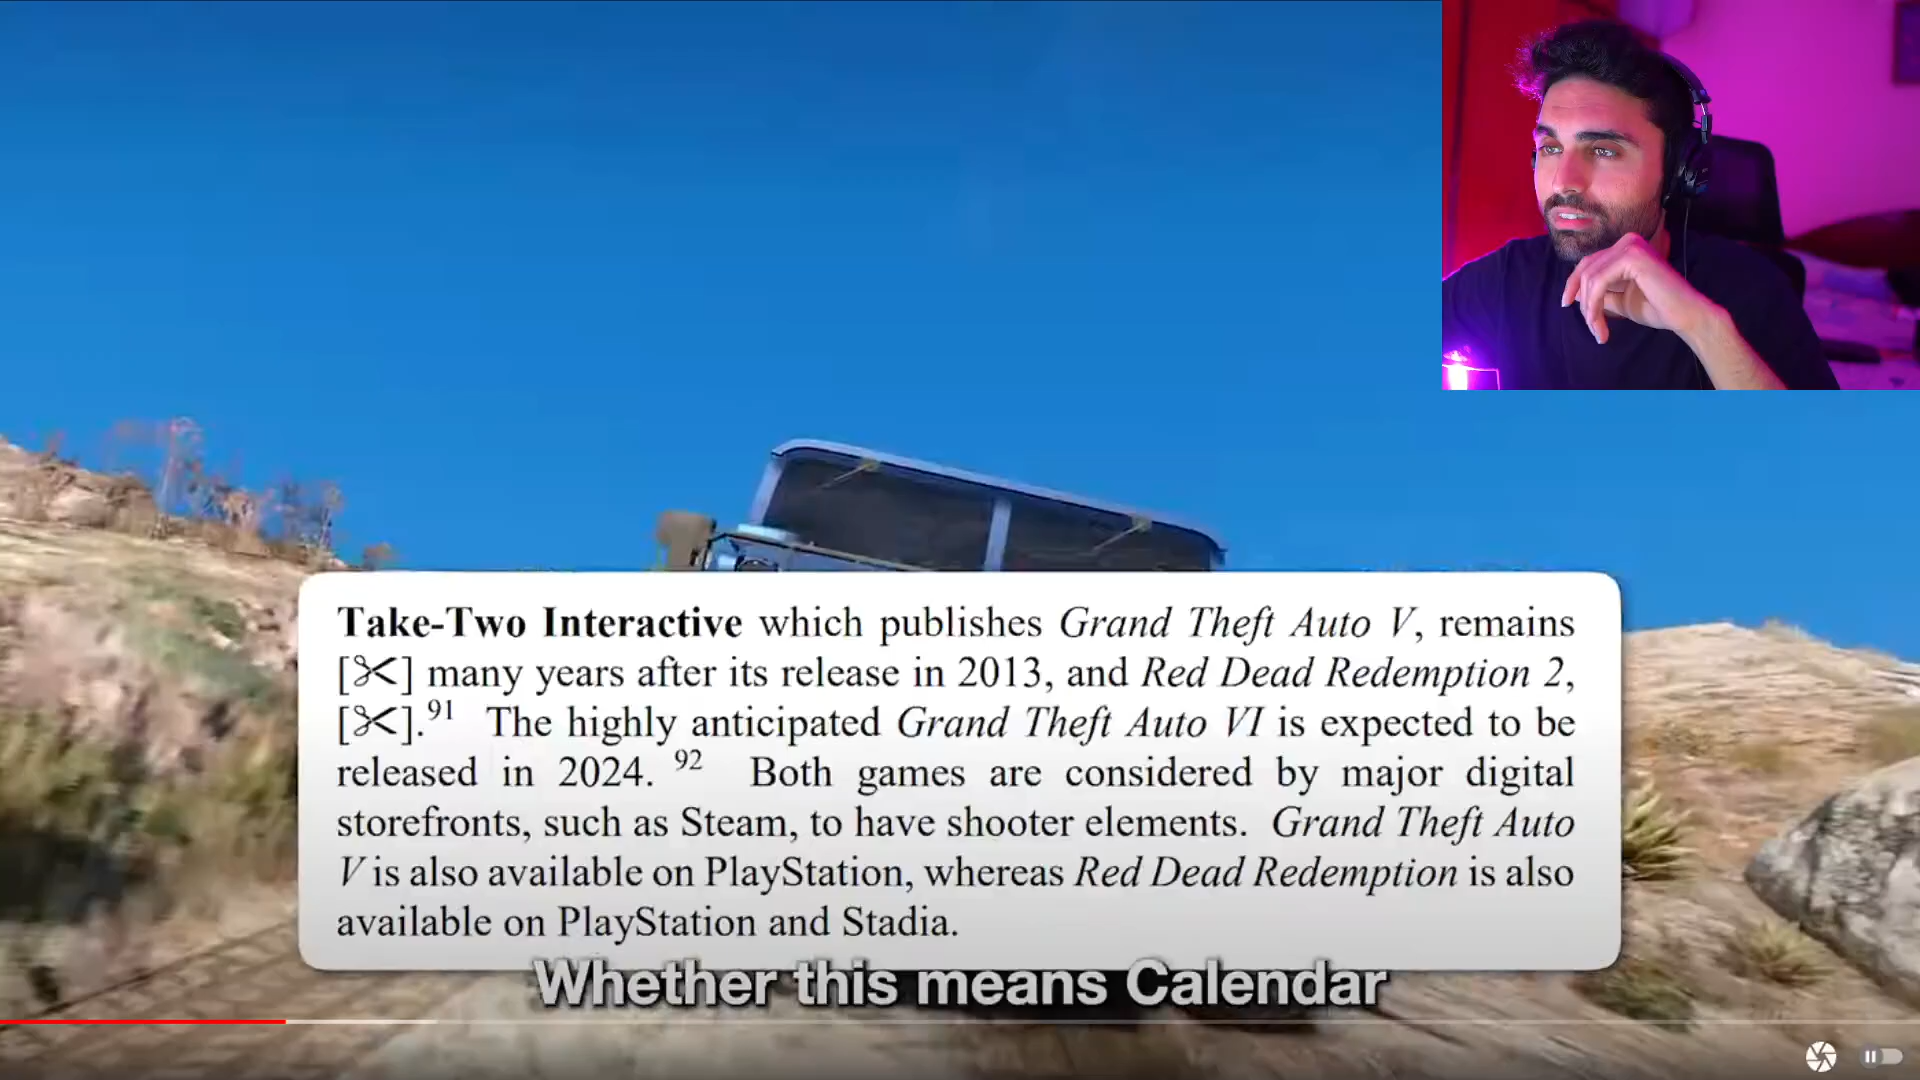 Take-Two Interactive which publishes Grand Theft Auto V, remains
[✂] many years after its release in 2013, and Red Dead Redemption 2,
[✂].91 The highly anticipated Grand Theft Auto VI is expected to be
released in 2024. 92 Both games are considered by major digital
storefronts, such as Steam, to have shooter elements. Grand Theft Auto
V is also available on PlayStation, whereas Red Dead Redemption is also
available on PlayStation and Stadia.
Whether this means Calendar